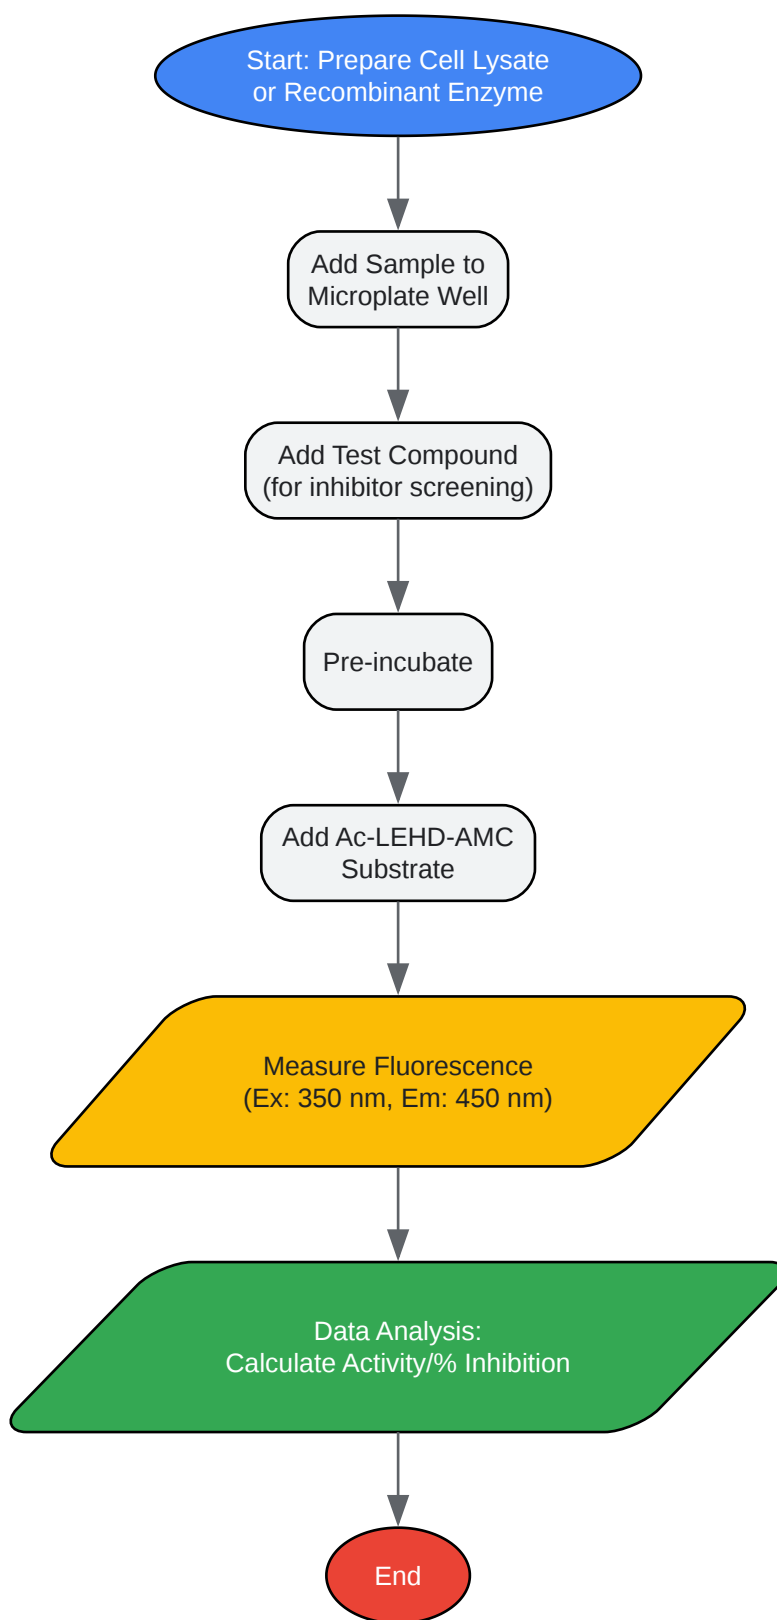 Start: Prepare Cell Lysate
or Recombinant Enzyme
Add Sample to
Microplate Well
Add Test Compound
(for inhibitor screening)
Pre-incubate
Add Ac-LEHD-AMC
Substrate
Measure Fluorescence
(Ex: 350 nm, Em: 450 nm)
Data Analysis:
Calculate Activity/% Inhibition
End